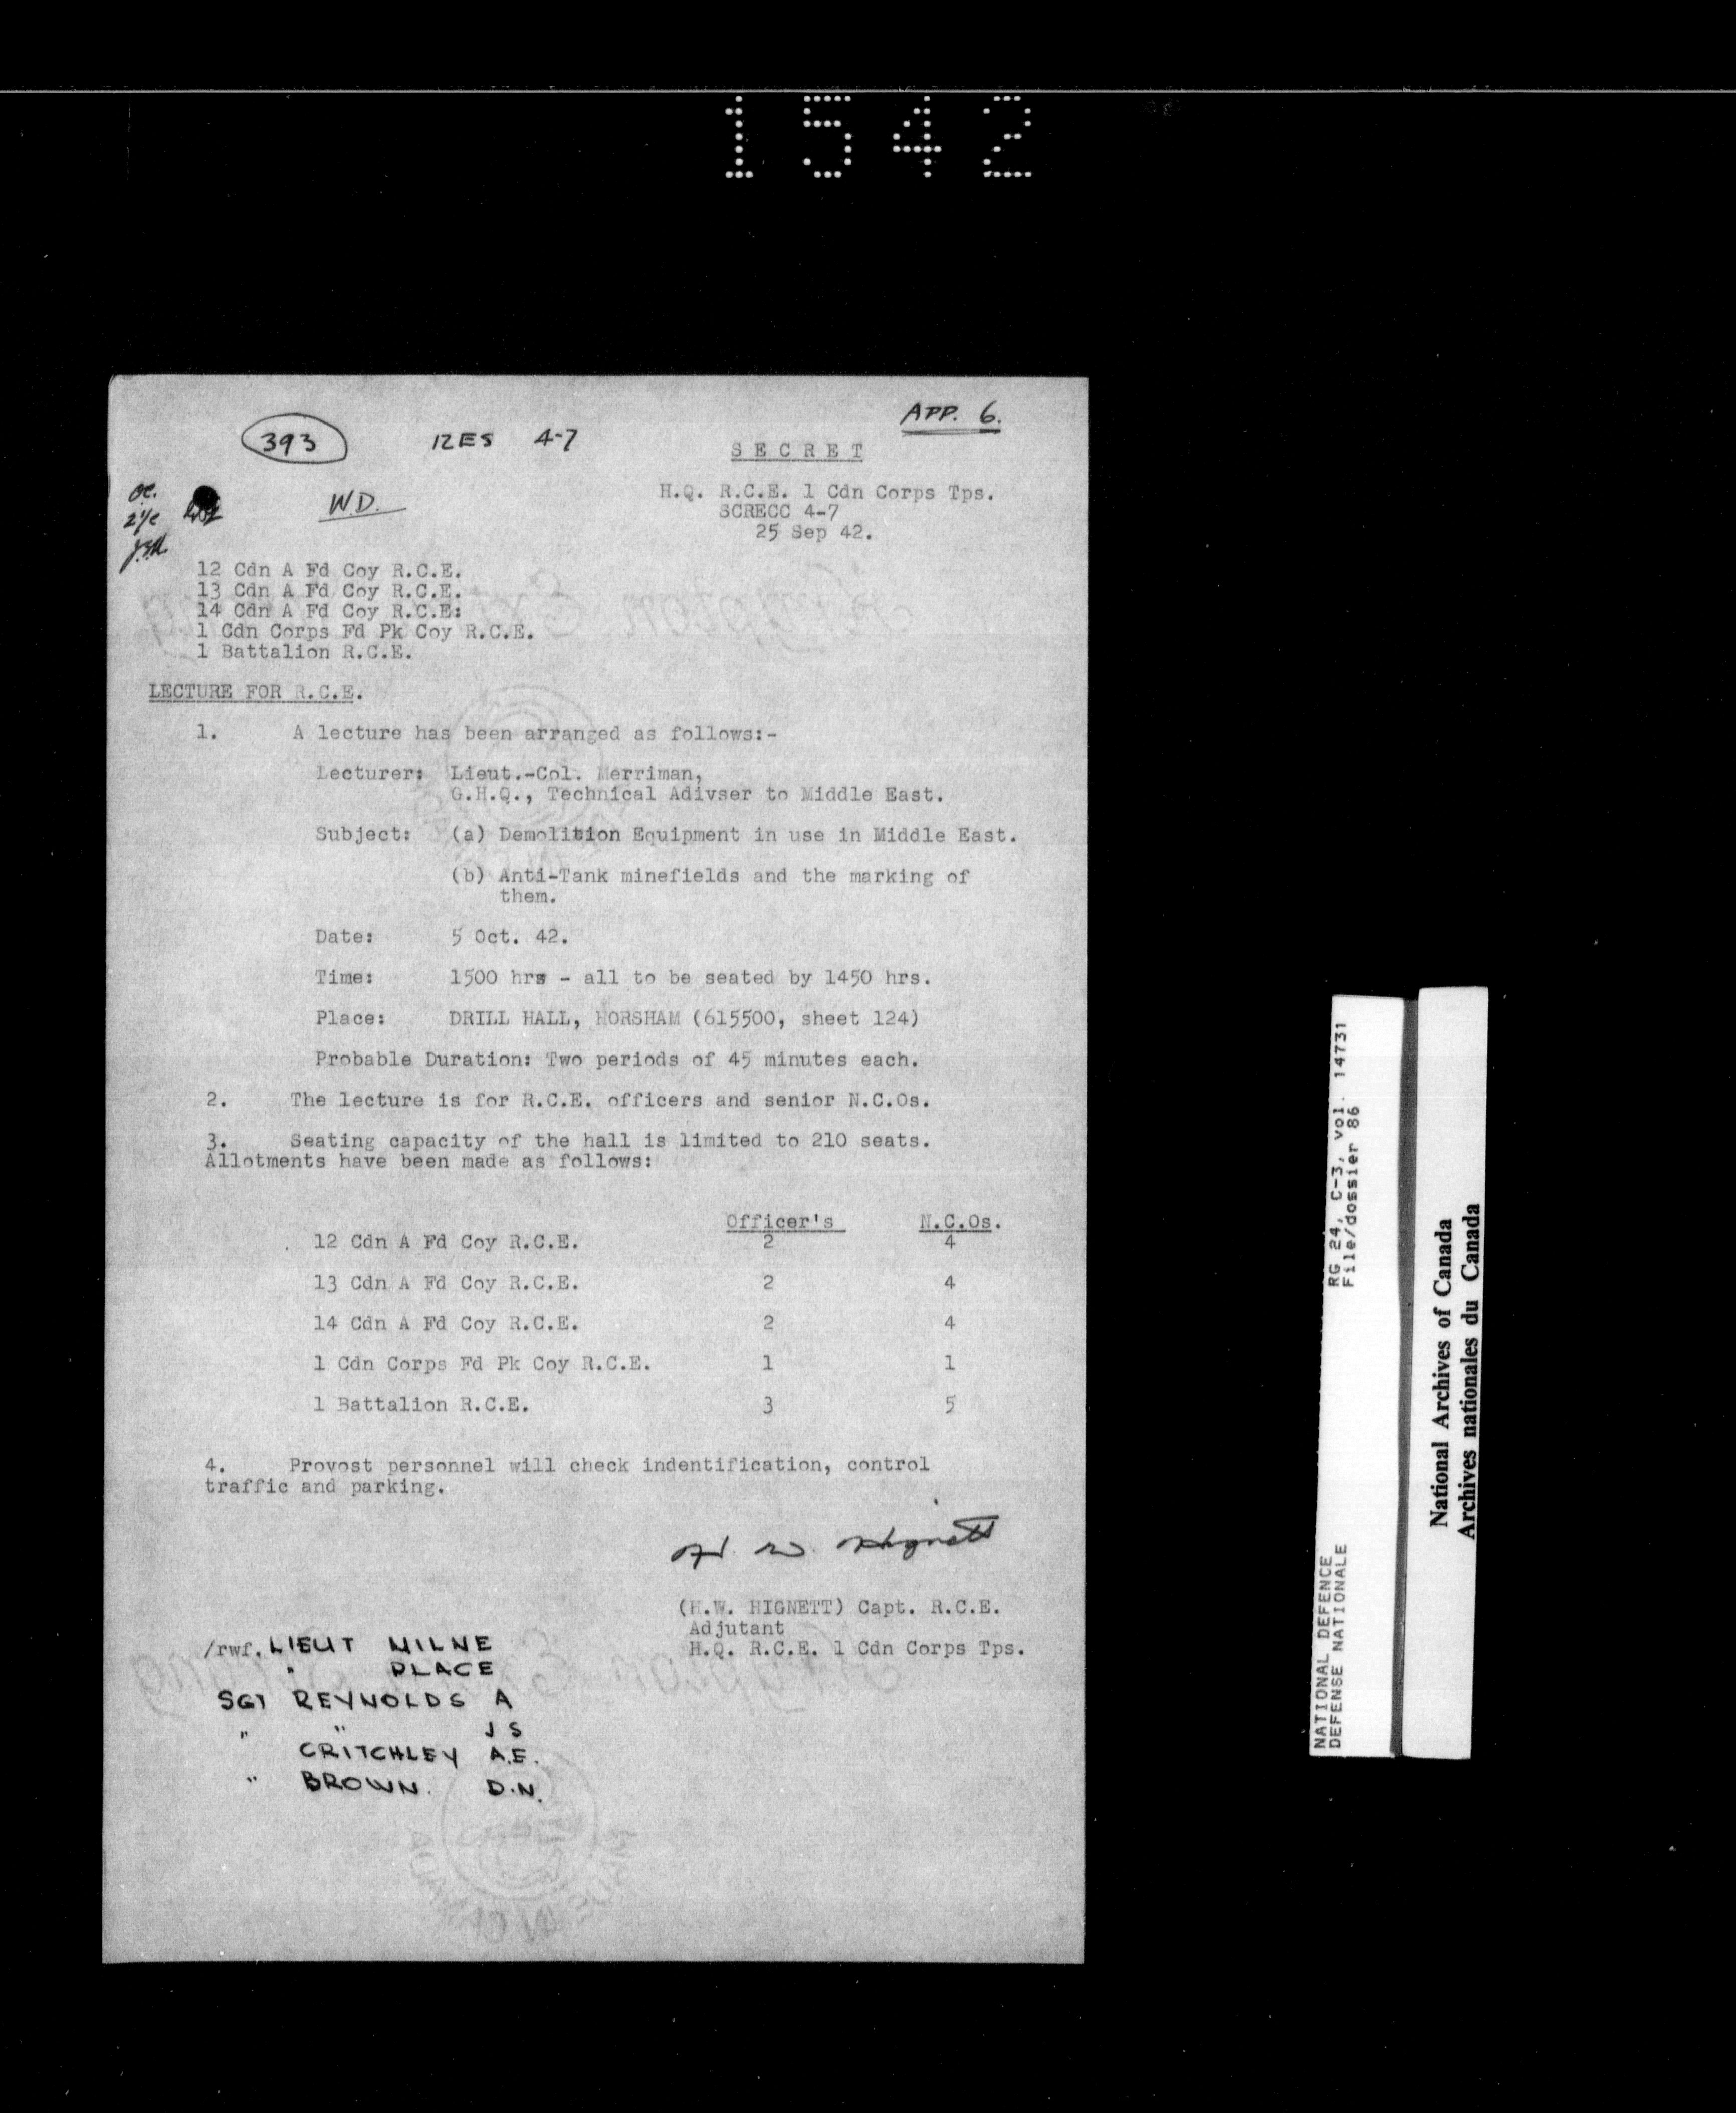 1542
APP. 6.
393 12ES 4-7
SECRET
oc.
2i/c
W.D.
H.Q. R.C.E. 1 Cdn Corps Tps.
SCRECC 4-7
25 Sep 42.
12 Cdn A Fd Coy R.C.E.
13 Cdn A Fd Coy R.C.E.
14 Cdn A Fd Coy R.C.E:
1 Cdn Corps Fd Pk Coy R.C.E.
1 Battalion R.C.E.
LECTURE FOR R.C.E.
1. A lecture has been arranged as follows:-
Lecturer: Lieut.-Col. Merriman,
G.H.Q., Technical Adivser to Middle East.
Subject: (a) Demolition Equipment in use in Middle East.
(b) Anti-Tank minefields and the marking of
them.
Date: 5 Oct. 42.
Time: 1500 hrs - all to be seated by 1450 hrs.
Place: DRILL HALL, HORSHAM (615500, sheet 124)
Probable Duration: Two periods of 45 minutes each.
2. The lecture is for R.C.E. officers and senior N.C.Os.
3. Seating capacity of the hall is limited to 210 seats.
Allotments have been made as follows:
Officer's N.C.Os.
12 Cdn A Fd Coy R.C.E. 2 4
13 Cdn A Fd Coy R.C.E. 2 4
14 Cdn A Fd Coy R.C.E. 2 4
1 Cdn Corps Fd Pk Coy R.C.E. 1 1
1 Battalion R.C.E. 3 5
4. Provost personnel will check indentification, control
traffic and parking.
H. W. Hignett
(H.W. HIGNETT) Capt. R.C.E.
Adjutant
H.Q. R.C.E. 1 Cdn Corps Tps.
/rwf. LIEUT MILNE
" PLACE
SGT REYNOLDS A
" " J S
CRITCHLEY A.E.
" BROWN. D.N.
RG 24, C-3, vol. 14731
File/dossier 86
NATIONAL DEFENCE
DEFENSE NATIONALE
National Archives of Canada
Archives nationales du Canada